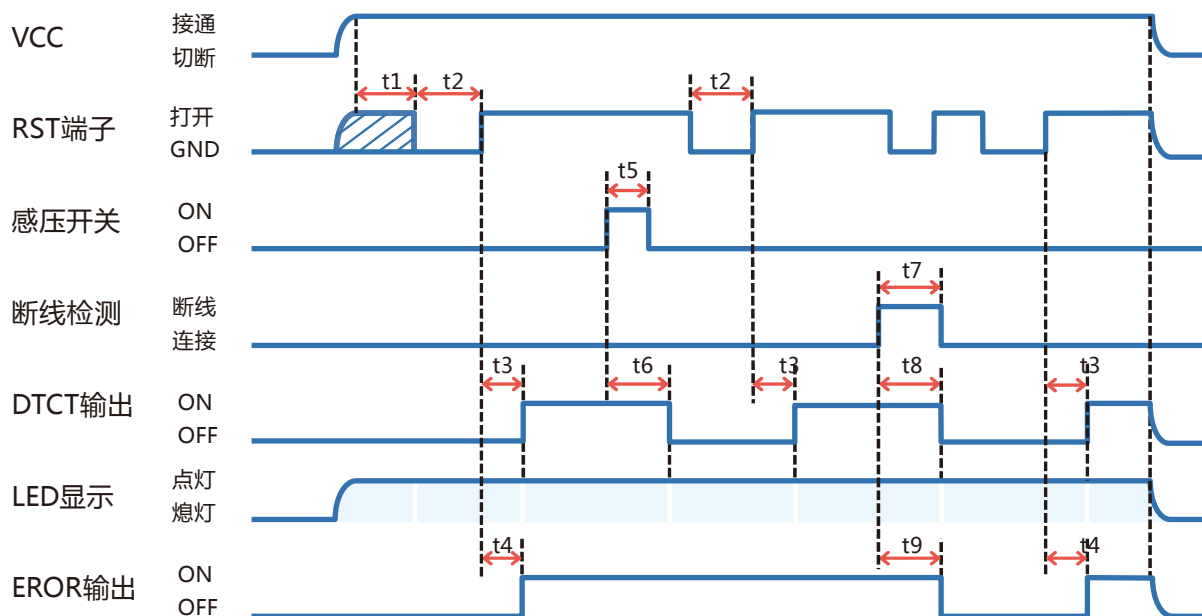 VCC
接通
切断
t1
t2
t2
RST端子
打开
GND
t5
感压开关
ON
OFF
t7
断线检测
断线
连接
t3
t6
t3
t8
t3
DTCT输出
ON
OFF
LED显示
点灯
熄灯
t4
t9
t4
EROR输出
ON
OFF